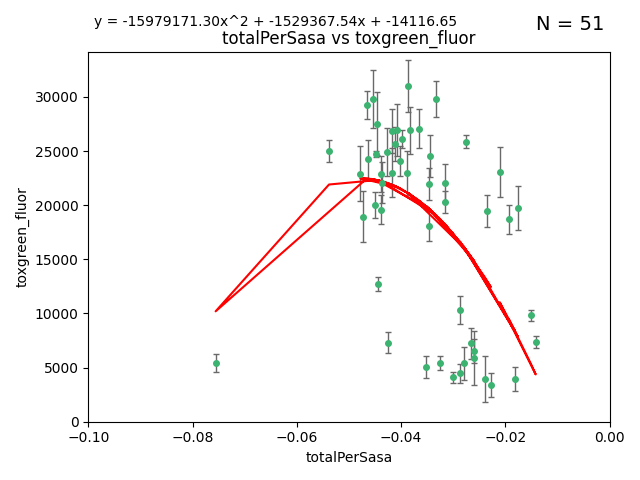 y = -15979171.30x^2 + -1529367.54x + -14116.65
N = 51
totalPerSasa vs toxgreen_fluor
toxgreen_fluor
30000
25000
20000
15000
10000
5000
0
−0.10
−0.08
−0.06
−0.04
−0.02
0.00
totalPerSasa